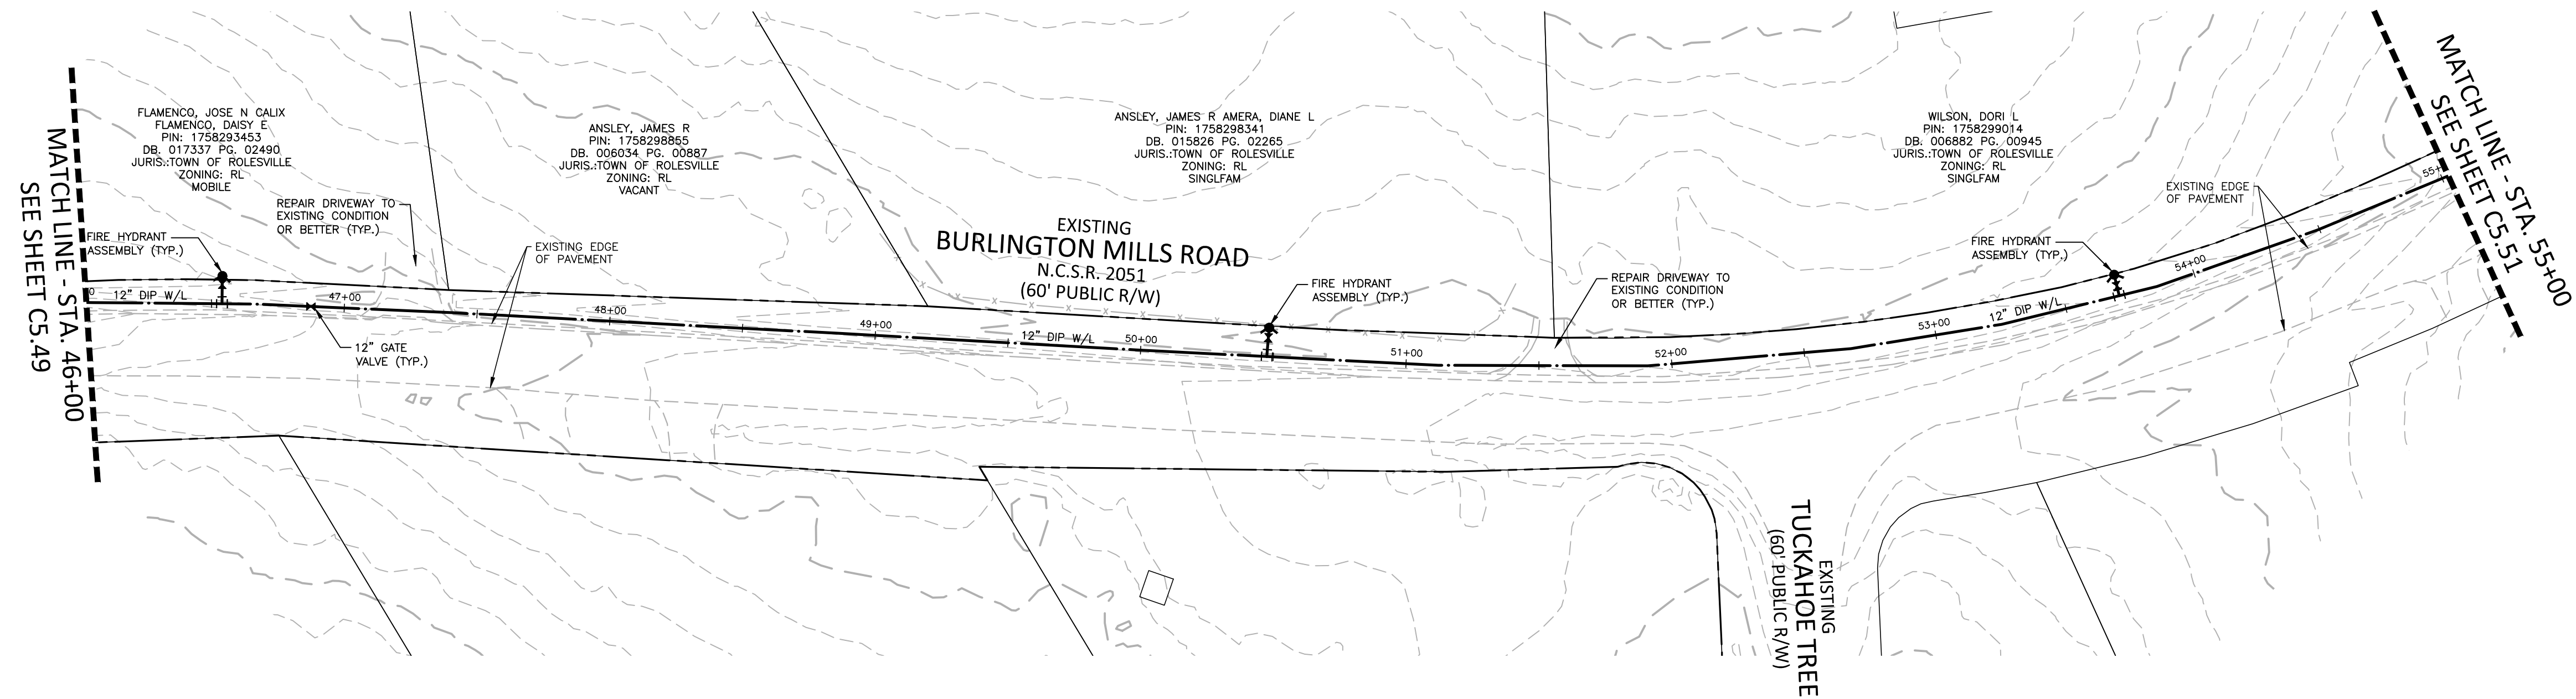 MATCH LINE - STA. 46+00
SEE SHEET C5.49
FLAMENCO, JOSE N CALIX
FLAMENCO, DAISY E
PIN: 1758293453
DB. 017337 PG. 02490
JURIS.:TOWN OF ROLESVILLE
ZONING: RL
MOBILE
FIRE HYDRANT
ASSEMBLY (TYP.)
REPAIR DRIVEWAY TO
EXISTING CONDITION
OR BETTER (TYP.)
ANSLEY, JAMES R
PIN: 1758298855
DB. 006034 PG. 00887
JURIS.:TOWN OF ROLESVILLE
ZONING: RL
VACANT
EXISTING EDGE
OF PAVEMENT
0
12" DIP W/L
47+00
12" GATE
VALVE (TYP.)
48+00
49+00
EXISTING
BURLINGTON MILLS ROAD
N.C.S.R. 2051
(60' PUBLIC R/W)
ANSLEY, JAMES R AMERA, DIANE L
PIN: 1758298341
DB. 015826 PG. 02265
JURIS.:TOWN OF ROLESVILLE
ZONING: RL
SINGLFAM
12" DIP W/L
50+00
FIRE HYDRANT
ASSEMBLY (TYP.)
51+00
REPAIR DRIVEWAY TO
EXISTING CONDITION
OR BETTER (TYP.)
52+00
WILSON, DORI L
PIN: 1758299014
DB. 006882 PG. 00945
JURIS.:TOWN OF ROLESVILLE
ZONING: RL
SINGLFAM
FIRE HYDRANT
ASSEMBLY (TYP.)
53+00
12" DIP W/L
54+00
EXISTING EDGE
OF PAVEMENT
55+
MATCH LINE - STA. 55+00
SEE SHEET C5.51
EXISTING
TUCKAHOE TREE
(60' PUBLIC R/W)